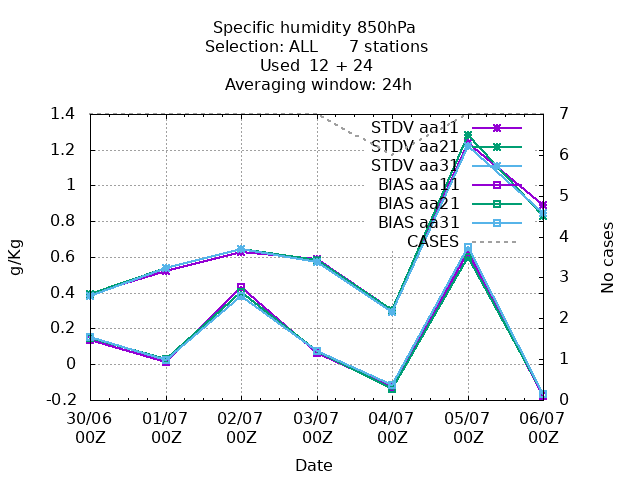 Specific humidity 850hPa
Selection: ALL 7 stations
Used 12 + 24
Averaging window: 24h
1.4
1.2
1
0.8
0.6
0.4
0.2
0
-0.2
g/Kg
7
6
5
4
3
2
1
0
No cases
STDV aa11
STDV aa21
STDV aa31
BIAS aa11
BIAS aa21
BIAS aa31
CASES
30/06 01/07 02/07 03/07 04/07 05/07 06/07
00Z 00Z 00Z 00Z 00Z 00Z 00Z
Date